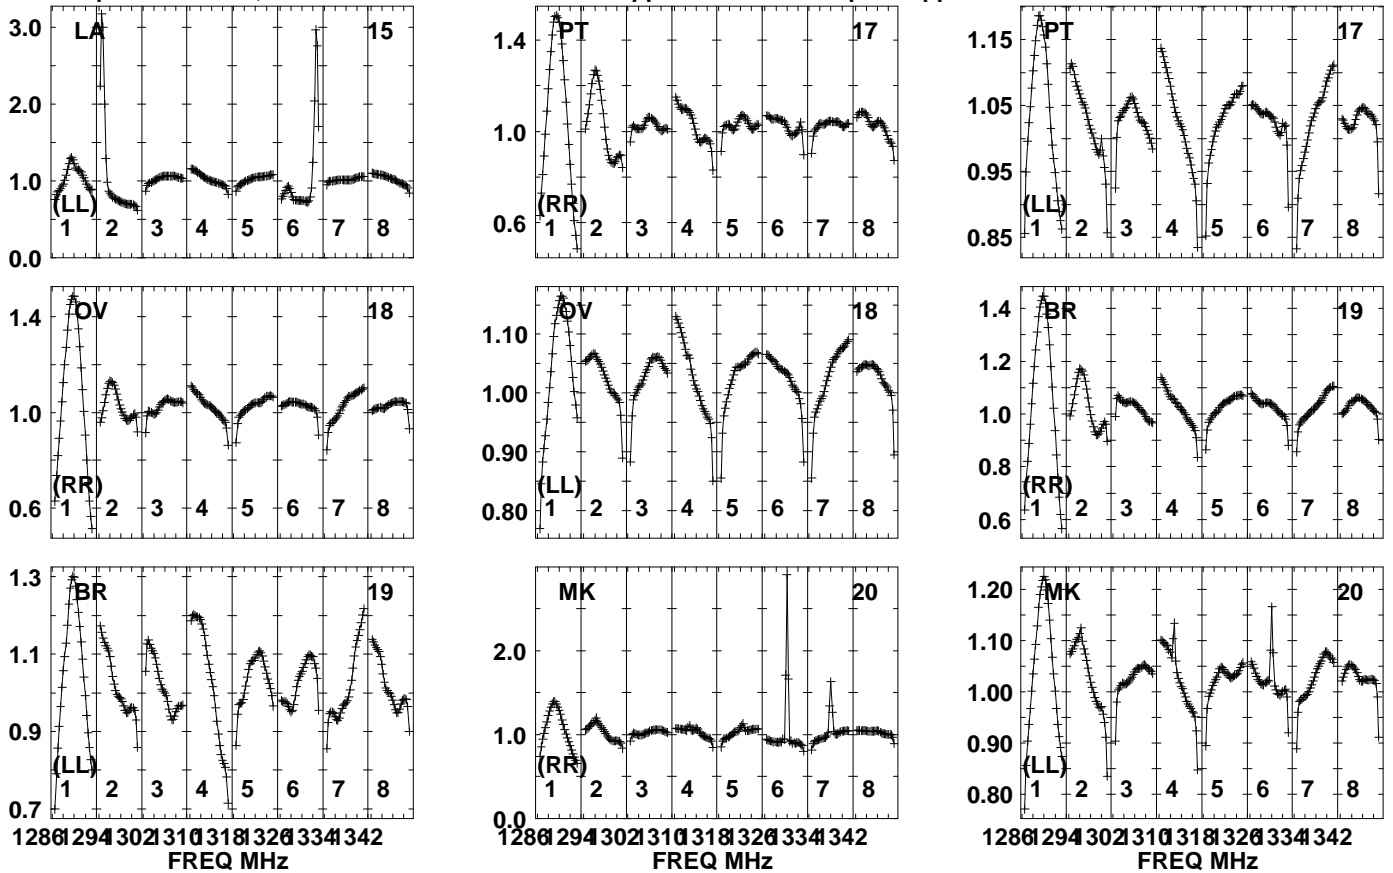 3.0 LA 15
2.0
1.0
(LL)
1 2 3 4 5 6 7 8
0.0
PT 17
1.4
1.0
(RR)
0.6 1 2 3 4 5 6 7 8
1.15 PT 17
1.05
0.95
(LL)
0.85 1 2 3 4 5 6 7 8
OV 18
1.4
1.0
(RR)
0.6 1 2 3 4 5 6 7 8
OV 18
1.10
1.00
0.90
(LL)
0.80 1 2 3 4 5 6 7 8
1.4 BR 19
1.2
1.0
0.8
(RR)
0.6 1 2 3 4 5 6 7 8
1.3 BR 19
1.1
0.9
(LL)
1 2 3 4 5 6 7 8
0.7
1286 1294 1302 1310 1318 1326 1334 1342
FREQ MHz
MK 20
2.0
1.0
(RR)
1 2 3 4 5 6 7 8
0.0
1286 1294 1302 1310 1318 1326 1334 1342
FREQ MHz
1.20 MK 20
1.10
1.00
0.90
(LL)
0.80 1 2 3 4 5 6 7 8
1286 1294 1302 1310 1318 1326 1334 1342
FREQ MHz